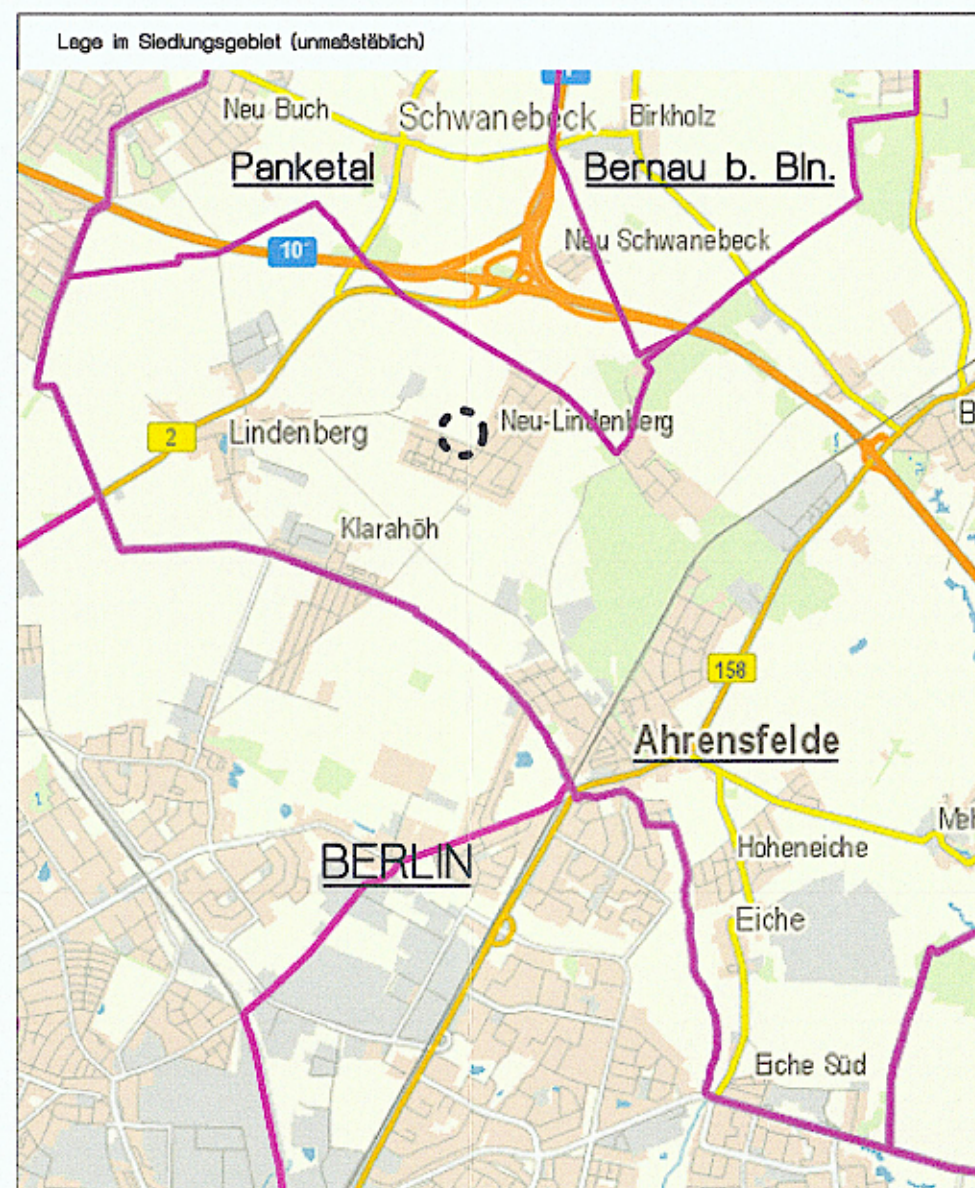 Lage im Siedlungsgebiet (unmaßstäblich)
Neu Buch
Schwanebeck
Birkholz
Panketal
Bernau b. Bln.
10
Neu Schwanebeck
2
Lindenberg
Neu-Lindenberg
B
Klarahöh
158
Ahrensfelde
Meh
BERLIN
Hoheneiche
Eiche
Eiche Süd